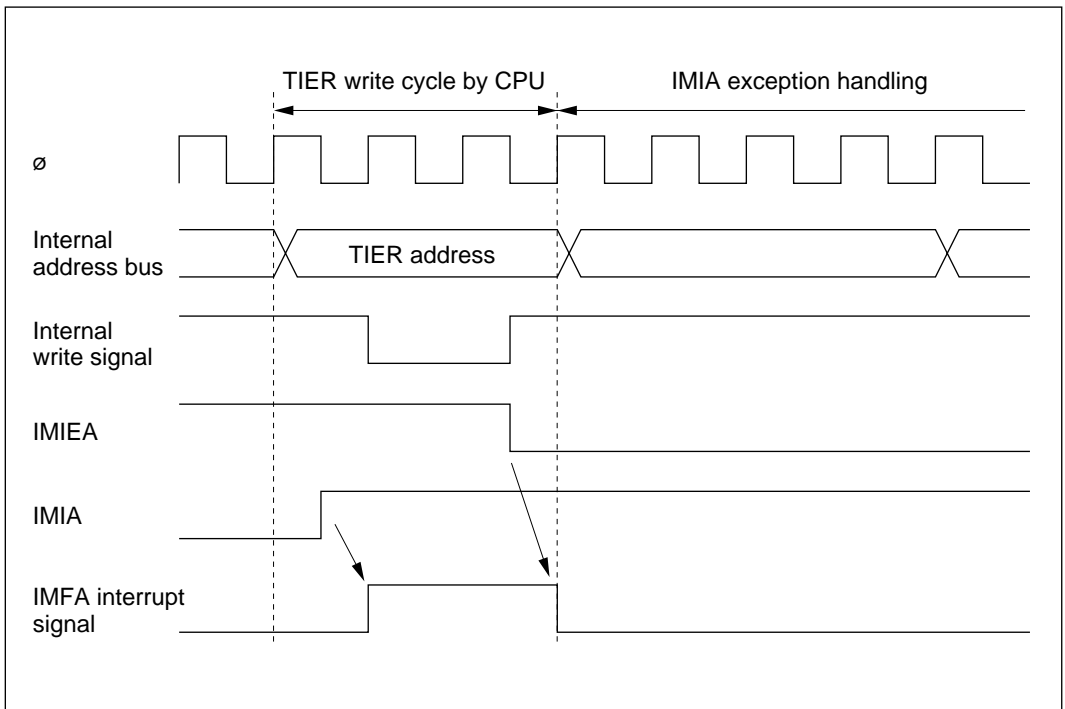 TIER write cycle by CPU
IMIA exception handling
ø
Internal
address bus
TIER address
Internal
write signal
IMIEA
IMIA
IMFA interrupt
signal